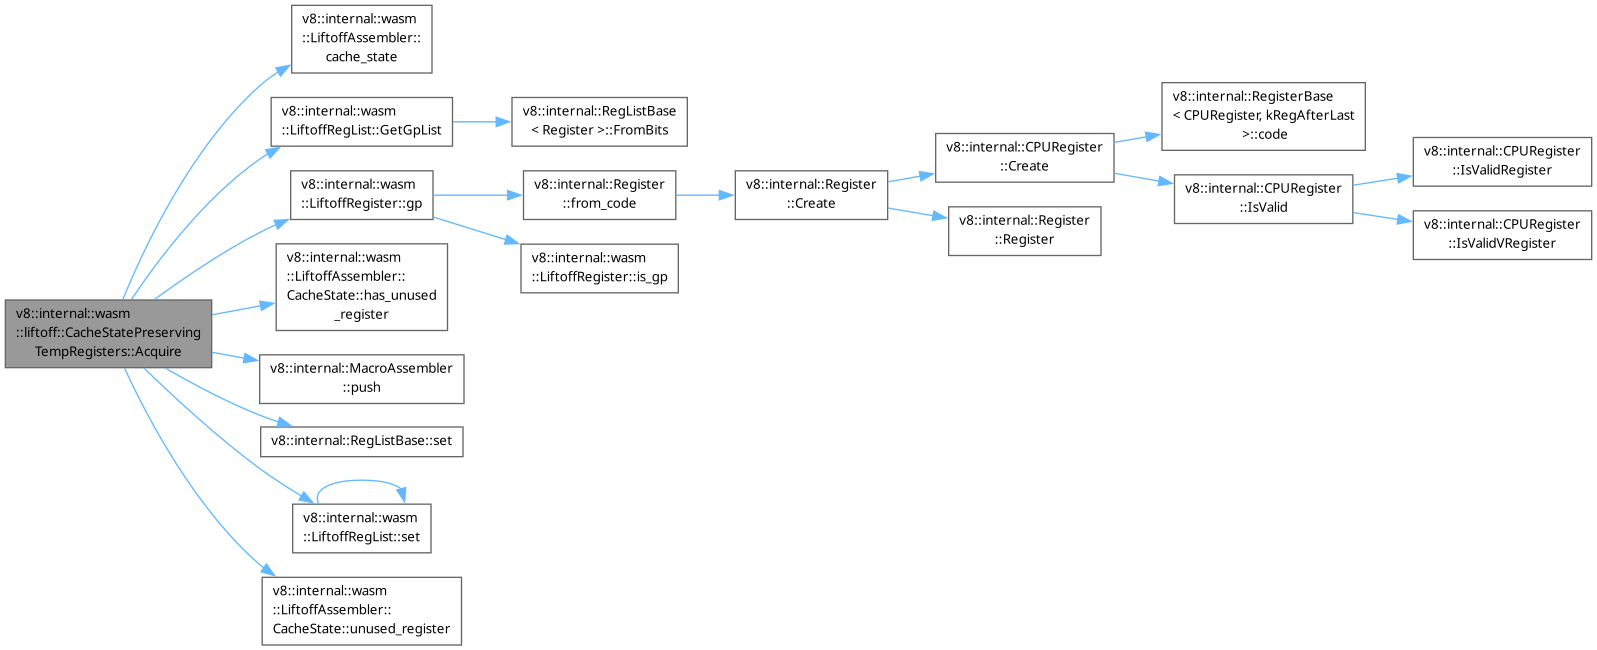 v8::internal::wasm
::LiftoffAssembler::
cache_state
v8::internal::wasm
::LiftoffRegList::GetGpList
v8::internal::RegListBase
< Register >::FromBits
v8::internal::wasm
::LiftoffRegister::gp
v8::internal::Register
::from_code
v8::internal::Register
::Create
v8::internal::CPURegister
::Create
v8::internal::RegisterBase
< CPURegister, kRegAfterLast
>::code
v8::internal::CPURegister
::IsValid
v8::internal::CPURegister
::IsValidRegister
v8::internal::CPURegister
::IsValidVRegister
v8::internal::Register
::Register
v8::internal::wasm
::LiftoffRegister::is_gp
v8::internal::wasm
::LiftoffAssembler::
CacheState::has_unused
_register
v8::internal::wasm
::liftoff::CacheStatePreserving
TempRegisters::Acquire
v8::internal::MacroAssembler
::push
v8::internal::RegListBase::set
v8::internal::wasm
::LiftoffRegList::set
v8::internal::wasm
::LiftoffAssembler::
CacheState::unused_register